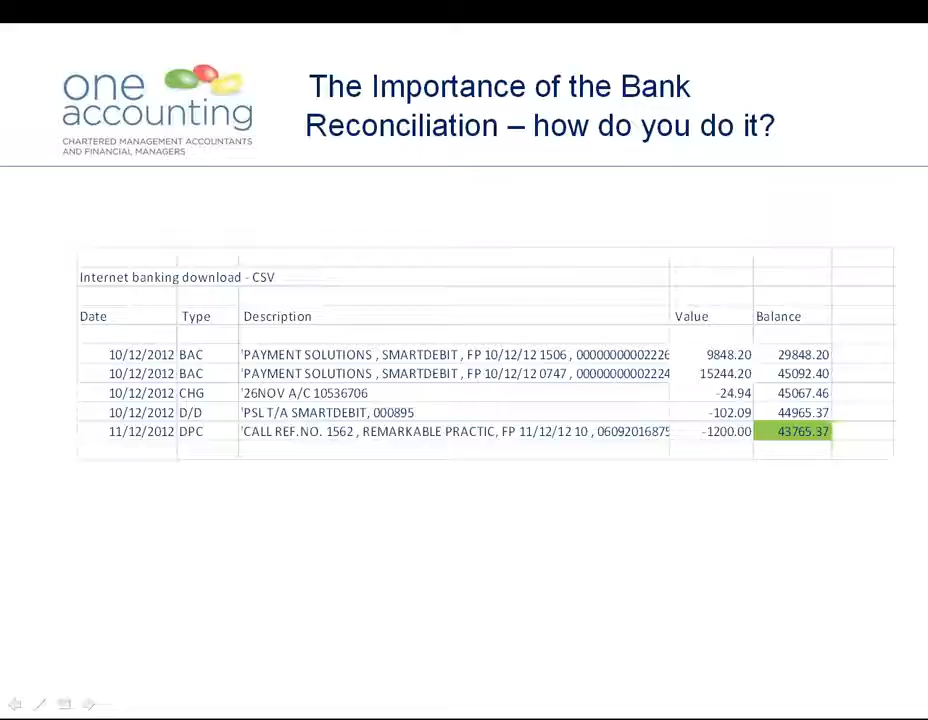 one
accounting
CHARTERED MANAGEMENT ACCOUNTANTS
AND FINANCIAL MANAGERS
The Importance of the Bank
Reconciliation – how do you do it?
Internet banking download - CSV
Date Type Description Value Balance
10/12/2012 BAC 'PAYMENT SOLUTIONS , SMARTDEBIT , FP 10/12/12 1506 , 00000000002226 9848.20 29848.20
10/12/2012 BAC 'PAYMENT SOLUTIONS , SMARTDEBIT , FP 10/12/12 0747 , 00000000002224 15244.20 45092.40
10/12/2012 CHG '26NOV A/C 10536706 -24.94 45067.46
10/12/2012 D/D 'PSL T/A SMARTDEBIT, 000895 -102.09 44965.37
11/12/2012 DPC 'CALL REF.NO. 1562 , REMARKABLE PRACTIC, FP 11/12/12 10 , 06092016875 -1200.00 43765.37